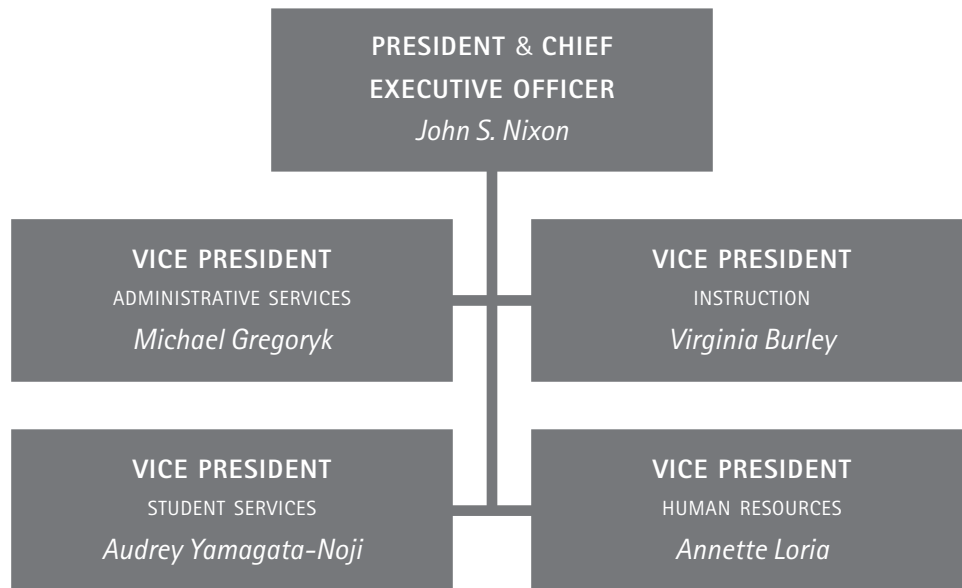 PRESIDENT & CHIEF
EXECUTIVE OFFICER
John S. Nixon
VICE PRESIDENT
ADMINISTRATIVE SERVICES
Michael Gregoryk
VICE PRESIDENT
INSTRUCTION
Virginia Burley
VICE PRESIDENT
STUDENT SERVICES
Audrey Yamagata-Noji
VICE PRESIDENT
HUMAN RESOURCES
Annette Loria